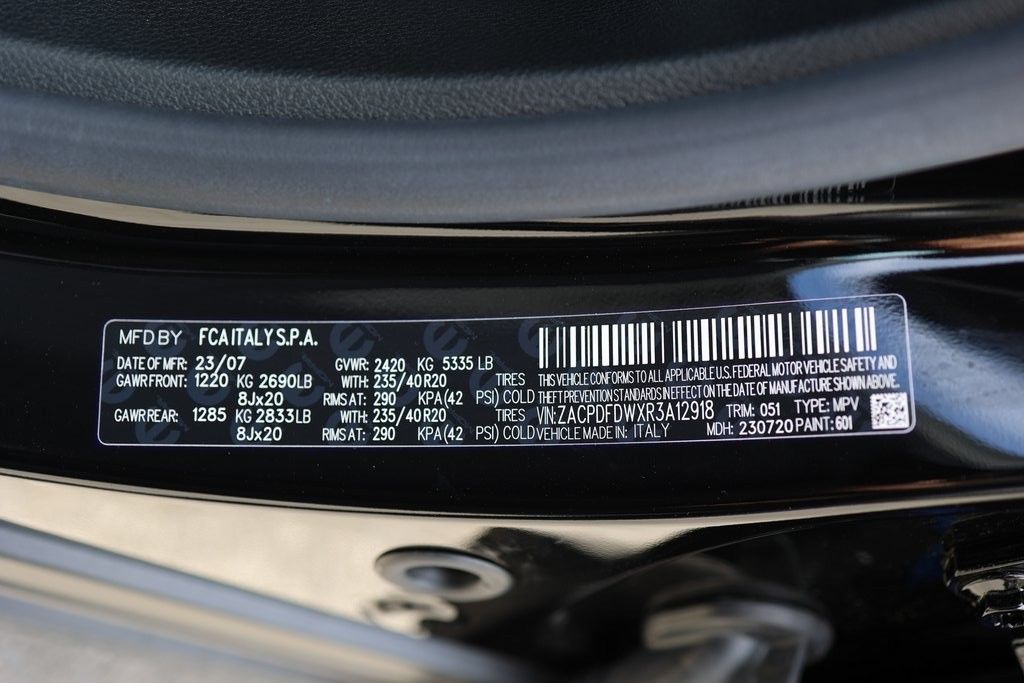 MFD BY FCA ITALY S.P.A.
DATE OF MFR: 23/07 GVWR: 2420 KG 5335 LB
GAWR FRONT: 1220 KG 2690LB WITH: 235/40 R20 TIRES
8Jx20 RIMS AT: 290 KPA(42 PSI) COLD
GAWR REAR: 1285 KG 2833LB WITH: 235/40 R20 TIRES
8Jx20 RIMS AT: 290 KPA(42 PSI) COLD
THIS VEHICLE CONFORMS TO ALL APPLICABLE U.S. FEDERAL MOTOR VEHICLE SAFETY AND
THEFT PREVENTION STANDARDS IN EFFECT ON THE DATE OF MANUFACTURE SHOWN ABOVE.
VIN: ZACPDFDWXR3A12918 TRIM: 051 TYPE: MPV
VEHICLE MADE IN: ITALY MDH: 230720 PAINT: 601